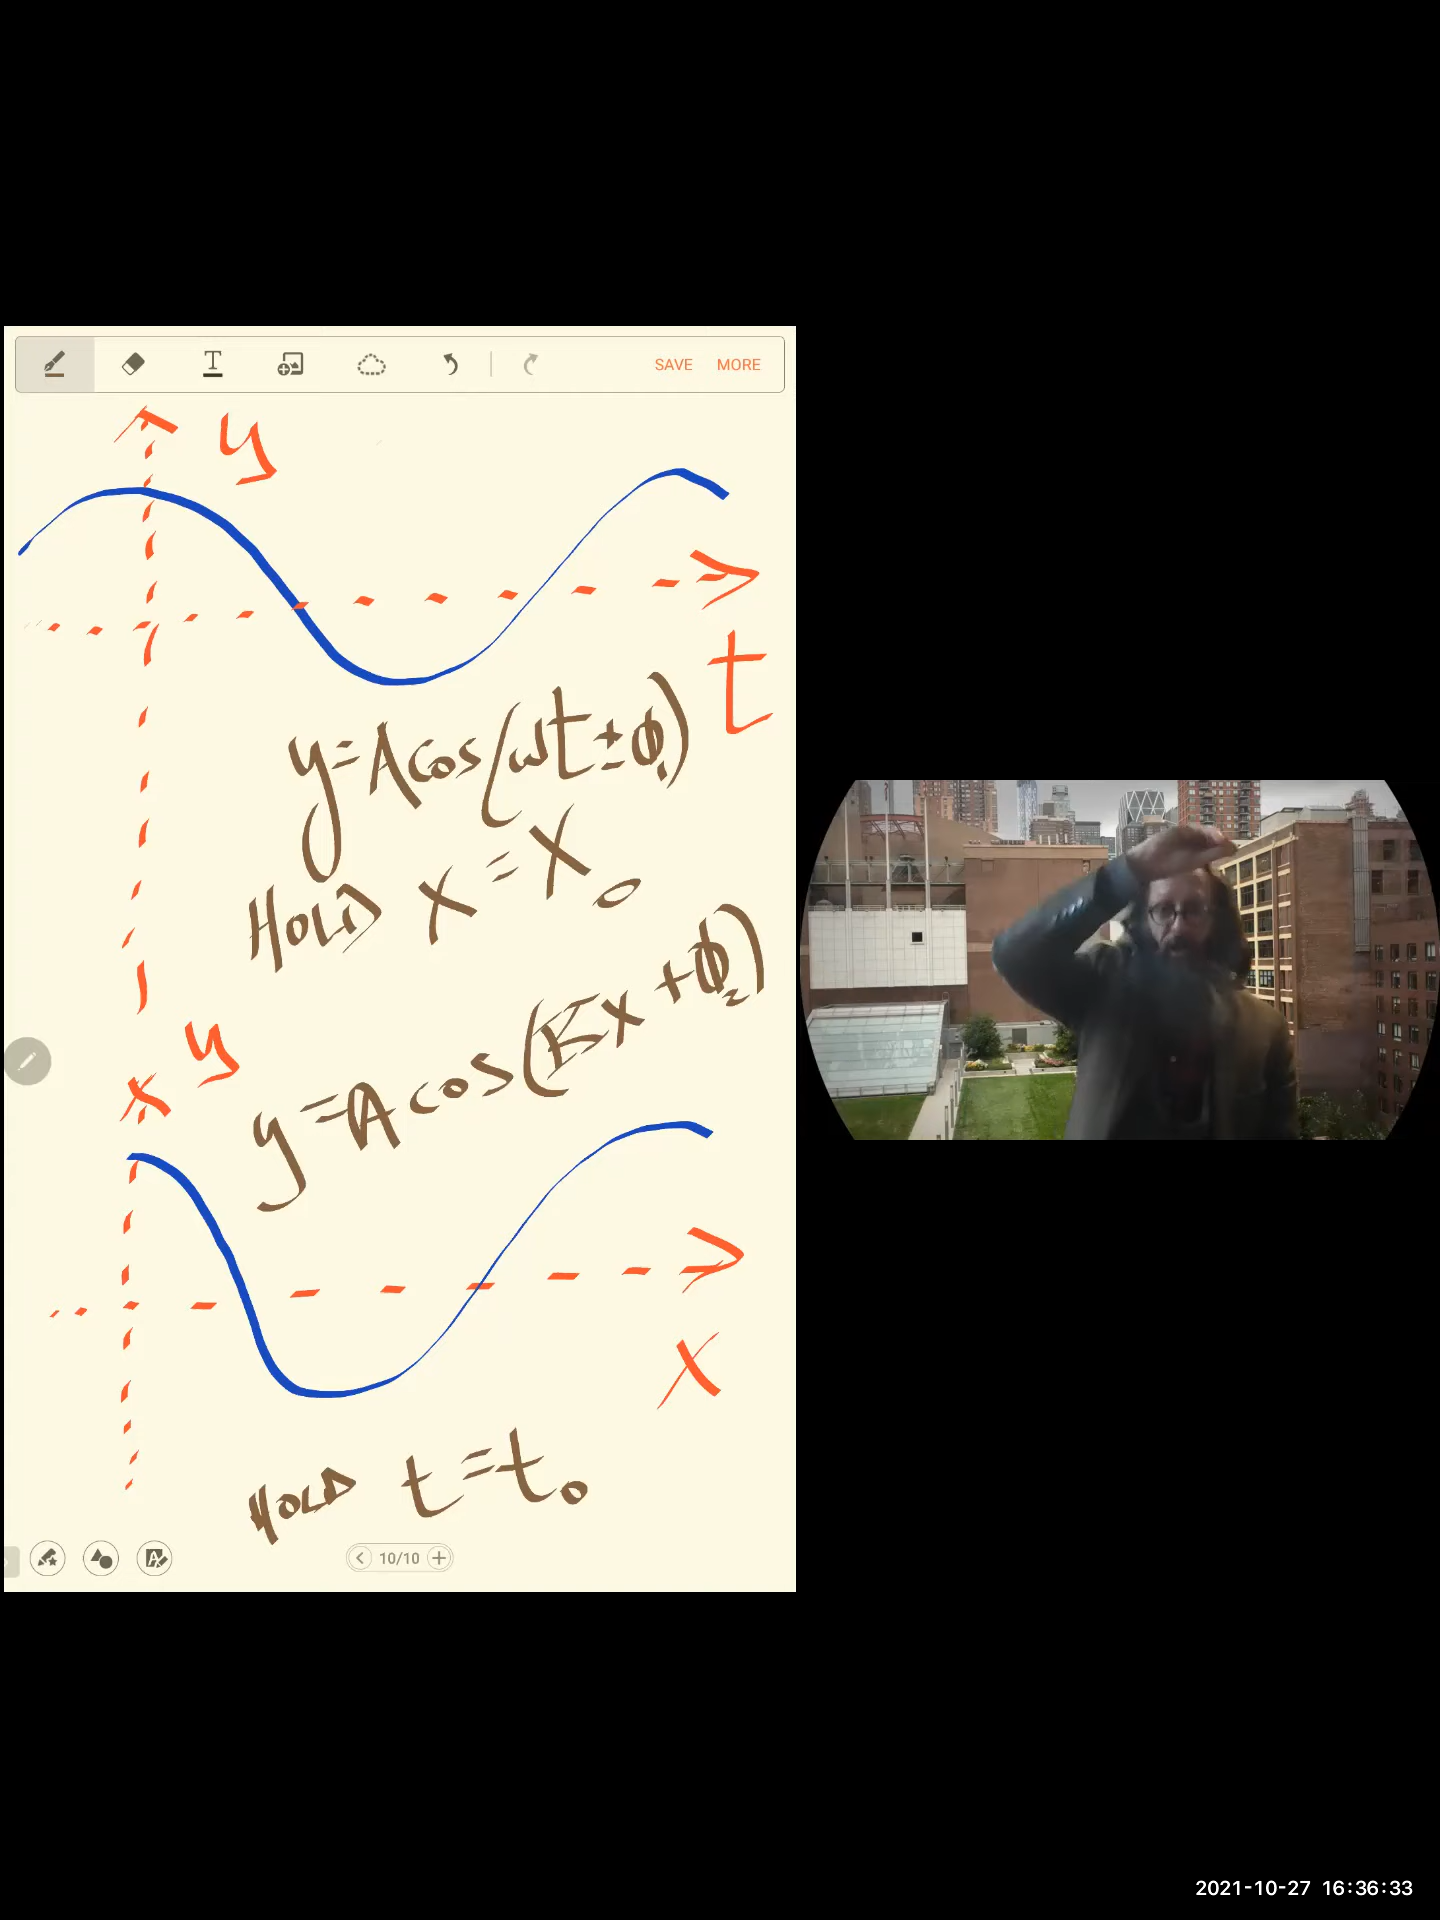 T
SAVE MORE
y
t
y=Acos(ωt±ϕ₁)
HOLD x=x₀
y=Acos(Kx+ϕ₂)
y
x
HOLD t=t₀
10/10
2021-10-27 16:36:33